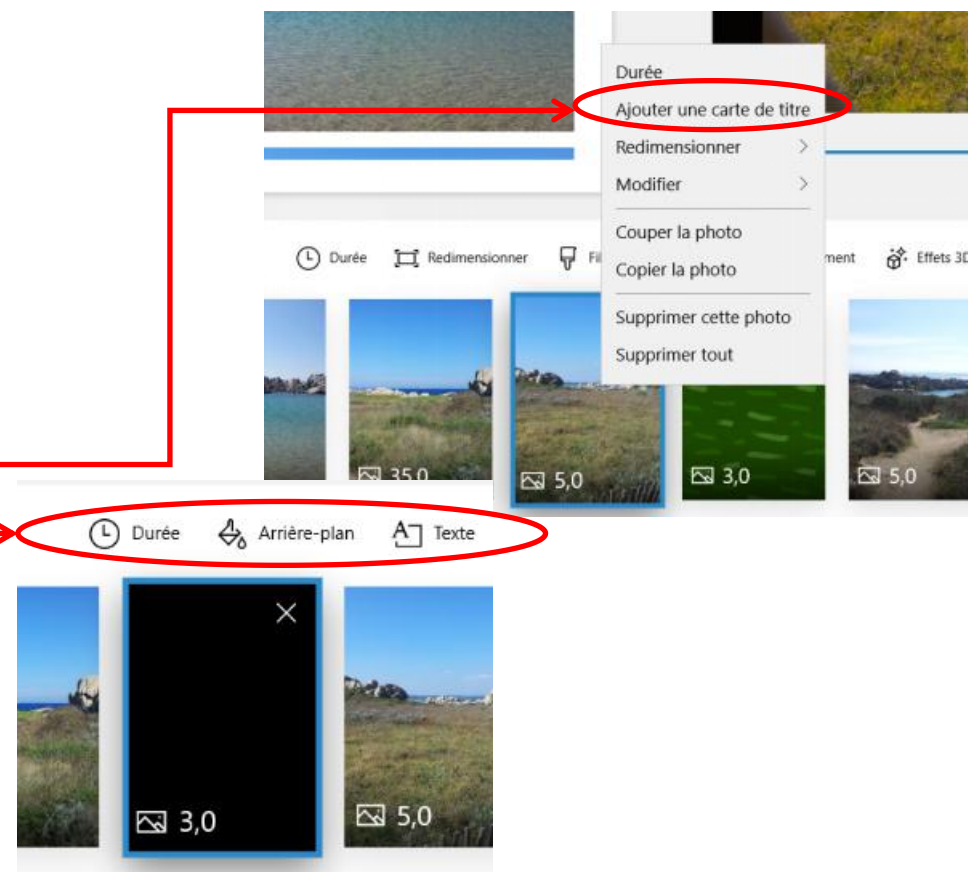 Durée
Ajouter une carte de titre
Redimensionner
Modifier
Couper la photo
Copier la photo
Supprimer cette photo
Supprimer tout
Durée Redimensionner Fil ment Effets 3D
35,0 5,0 3,0 5,0
Durée Arrière-plan Texte
3,0 5,0